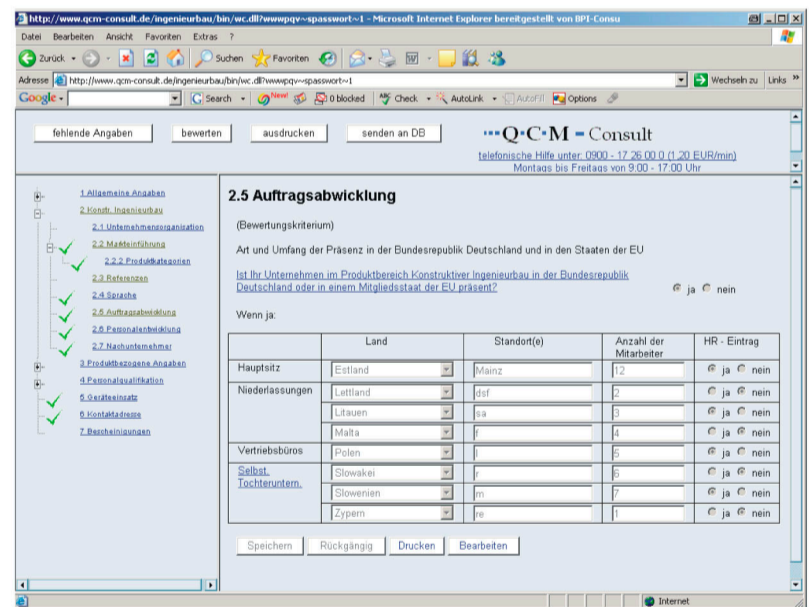 http://www.qcm-consult.de/ingenieurbau/bin/wc.dll?wwwpqv~spasswort~1 - Microsoft Internet Explorer bereitgestellt von BPI-Consu
Datei Bearbeiten Ansicht Favoriten Extras ?
Zurück Suchen Favoriten
Adresse http://www.qcm-consult.de/ingenieurbau/bin/wc.dll?wwwpqv~spasswort~1 Wechseln zu Links »
Google Search New! 0 blocked Check AutoLink AutoFill Options
fehlende Angaben bewerten ausdrucken senden an DB
Q·C·M – Consult
telefonische Hilfe unter: 0900 - 17 26 00 0 (1,20 EUR/min)
Montags bis Freitags von 9:00 - 17:00 Uhr
1 Allgemeine Angaben
2 Konstr. Ingenieurbau
2.1 Unternehmensorganisation
2.2 Markteinführung
2.2.2 Produktkategorien
2.3 Referenzen
2.4 Sprache
2.5 Auftragsabwicklung
2.6 Personalentwicklung
2.7 Nachunternehmer
3 Produktbezogene Angaben
4 Personalqualifikation
5 Geräteeinsatz
6 Kontaktadresse
7 Bescheinigungen
2.5 Auftragsabwicklung
(Bewertungskriterium)
Art und Umfang der Präsenz in der Bundesrepublik Deutschland und in den Staaten der EU
Ist Ihr Unternehmen im Produktbereich Konstruktiver Ingenieurbau in der Bundesrepublik
Deutschland oder in einem Mitgliedsstaat der EU präsent? ja nein
Wenn ja:
Land Standort(e) Anzahl der Mitarbeiter HR - Eintrag
Hauptsitz Estland Mainz 12 ja nein
Niederlassungen Lettland dsf 2 ja nein
Litauen sa 3 ja nein
Malta f 4 ja nein
Vertriebsbüros Polen l 5 ja nein
Selbst. Tochteruntern. Slowakei r 6 ja nein
Slowenien m 7 ja nein
Zypern re 1 ja nein
Speichern Rückgängig Drucken Bearbeiten
Internet